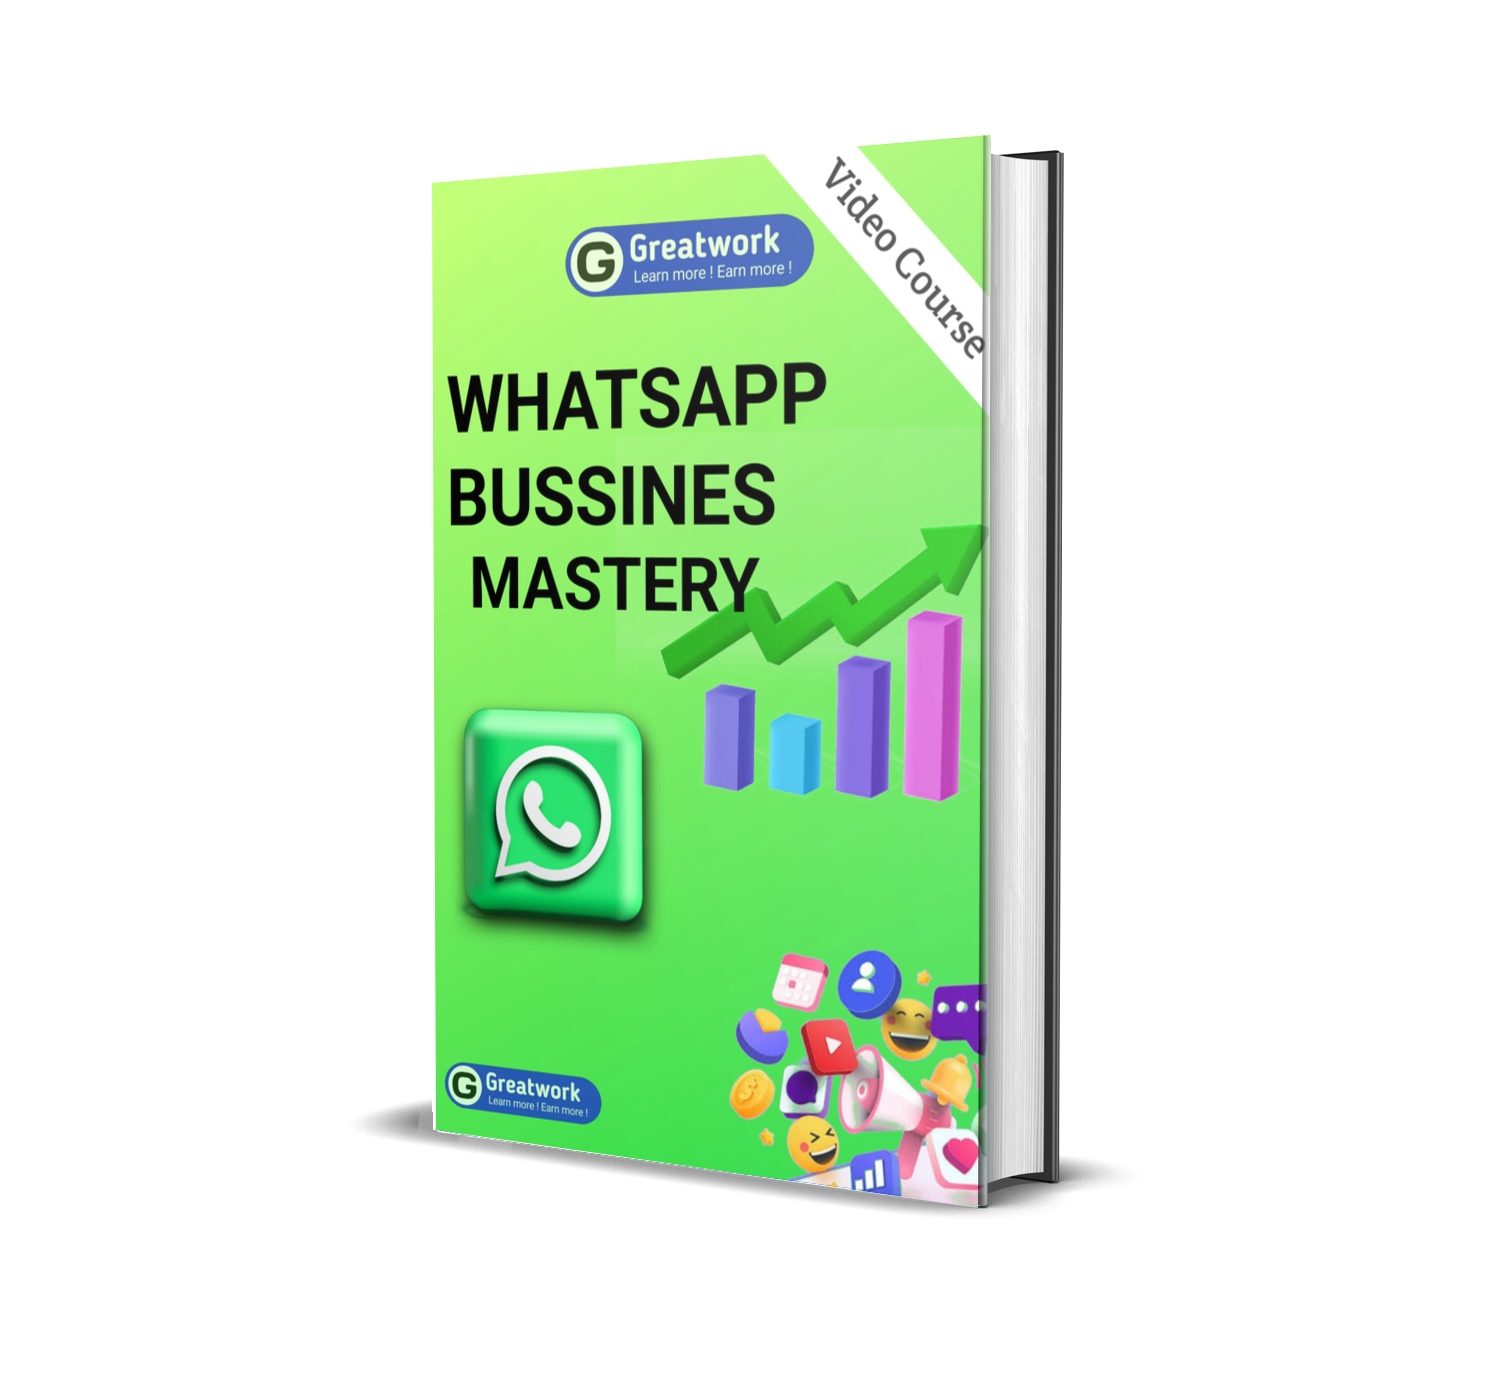 Video Course
Greatwork
Learn more ! Earn more !
WHATSAPP
BUSSINES
MASTERY
Greatwork
Learn more ! Earn more !